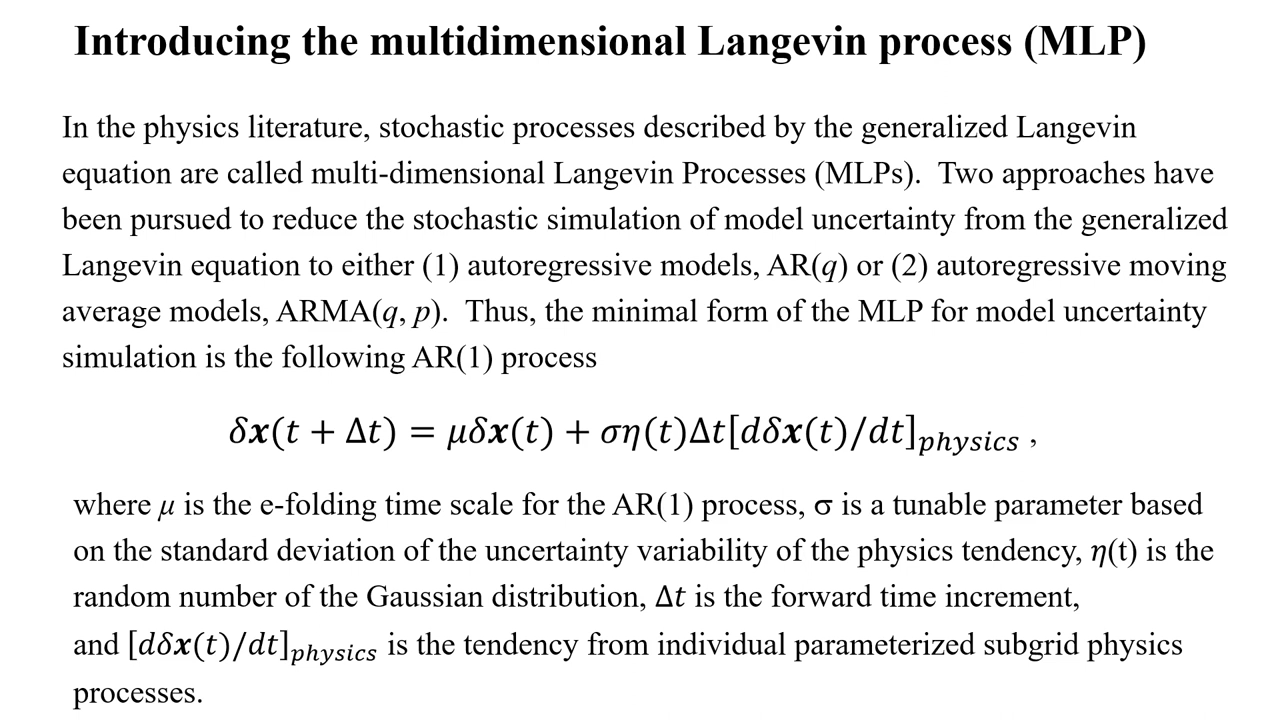 Introducing the multidimensional Langevin process (MLP)
In the physics literature, stochastic processes described by the generalized Langevin
equation are called multi-dimensional Langevin Processes (MLPs).  Two approaches have
been pursued to reduce the stochastic simulation of model uncertainty from the generalized
Langevin equation to either (1) autoregressive models, AR(q) or (2) autoregressive moving
average models, ARMA(q, p).  Thus, the minimal form of the MLP for model uncertainty
simulation is the following AR(1) process
δx(t + Δt) = μδx(t) + ση(t)Δt[dδx(t)/dt]physics ,
where μ is the e-folding time scale for the AR(1) process, σ is a tunable parameter based
on the standard deviation of the uncertainty variability of the physics tendency, η(t) is the
random number of the Gaussian distribution, Δt is the forward time increment,
and [dδx(t)/dt]physics is the tendency from individual parameterized subgrid physics
processes.